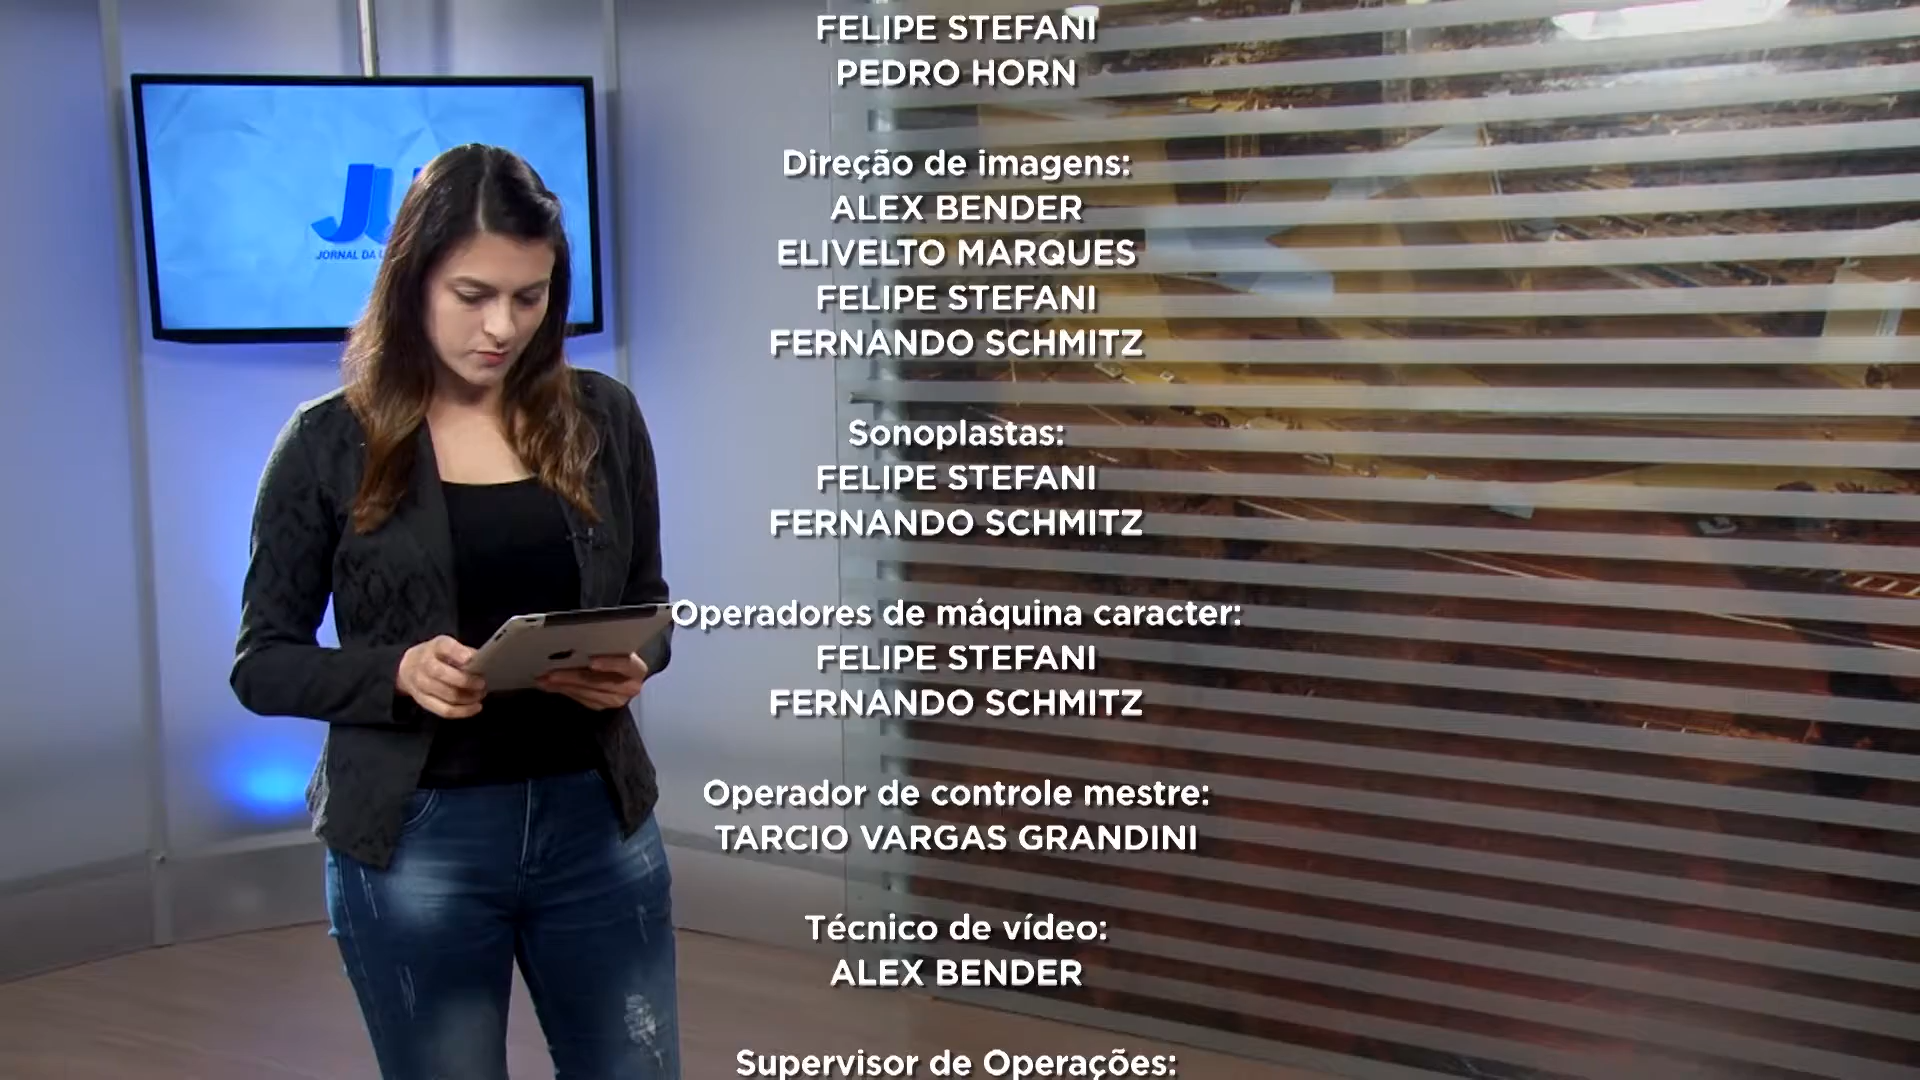 FELIPE STEFANI
PEDRO HORN
Direção de imagens:
ALEX BENDER
ELIVELTO MARQUES
FELIPE STEFANI
FERNANDO SCHMITZ
Sonoplastas:
FELIPE STEFANI
FERNANDO SCHMITZ
Operadores de máquina caracter:
FELIPE STEFANI
FERNANDO SCHMITZ
Operador de controle mestre:
TARCIO VARGAS GRANDINI
Técnico de vídeo:
ALEX BENDER
Supervisor de Operações:
JORNAL DA